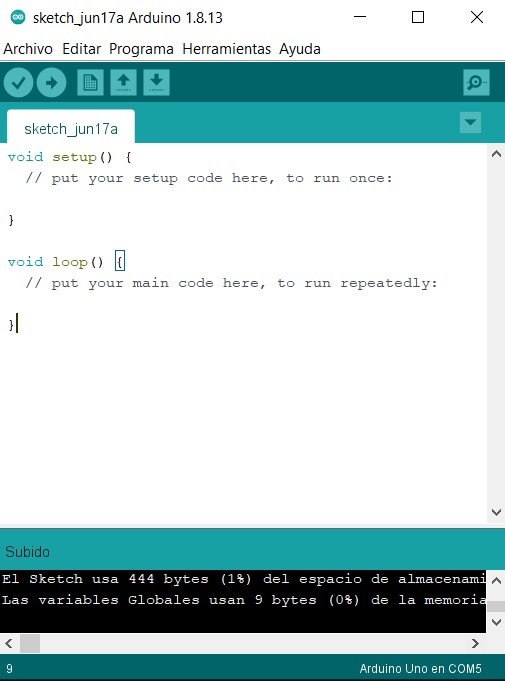 sketch_jun17a Arduino 1.8.13
Archivo Editar Programa Herramientas Ayuda
sketch_jun17a
void setup() {
// put your setup code here, to run once:
}
void loop() {
// put your main code here, to run repeatedly:
}
Subido
El Sketch usa 444 bytes (1%) del espacio de almacenami
Las variables Globales usan 9 bytes (0%) de la memoria
9 Arduino Uno en COM5